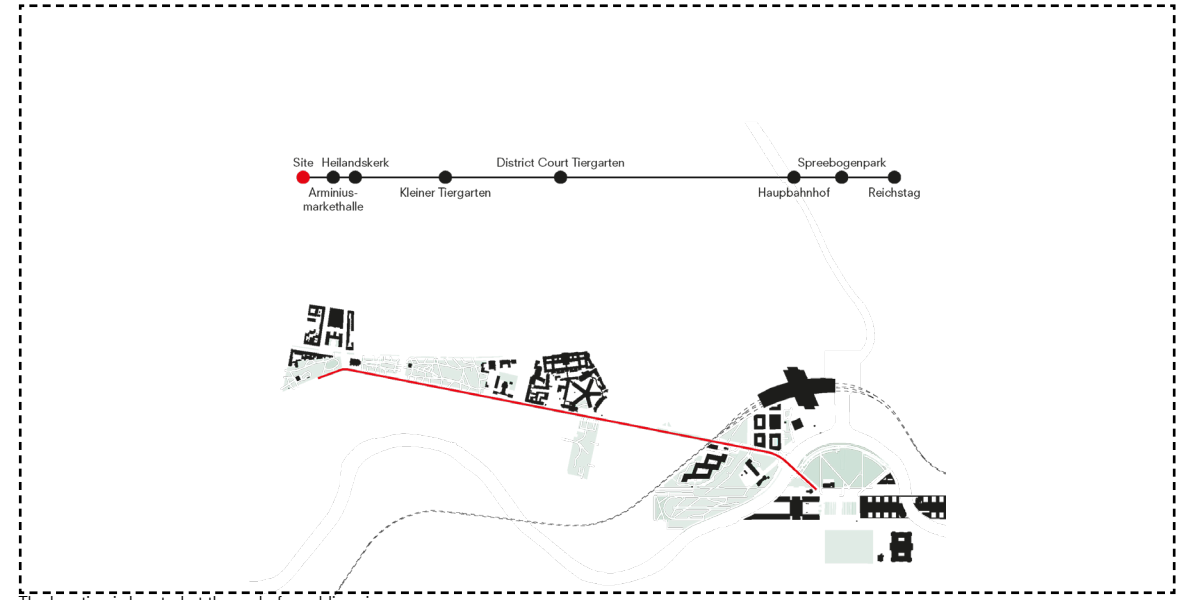 Site Heilandskerk District Court Tiergarten Spreebogenpark
Arminius- Kleiner Tiergarten Haupbahnhof Reichstag
markethalle